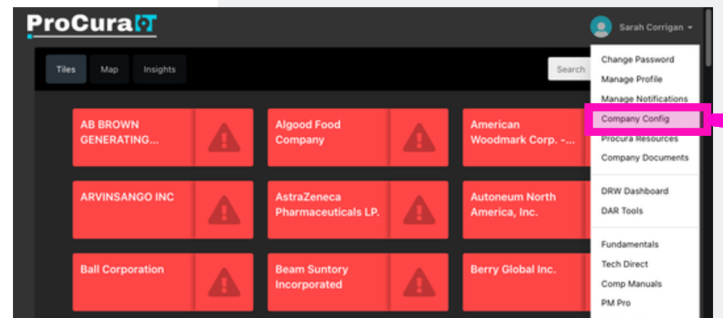 ProCuraIT
Sarah Corrigan
Tiles Map Insights
Search
Change Password
Manage Profile
Manage Notifications
Company Config
Procura Resources
Company Documents
DRW Dashboard
DAR Tools
Fundamentals
Tech Direct
Comp Manuals
PM Pro
AB BROWN
GENERATING...
Algood Food
Company
American
Woodmark Corp. -...
ARVINSANGO INC
AstraZeneca
Pharmaceuticals LP.
Autoneum North
America, Inc.
Ball Corporation
Beam Suntory
Incorporated
Berry Global Inc.